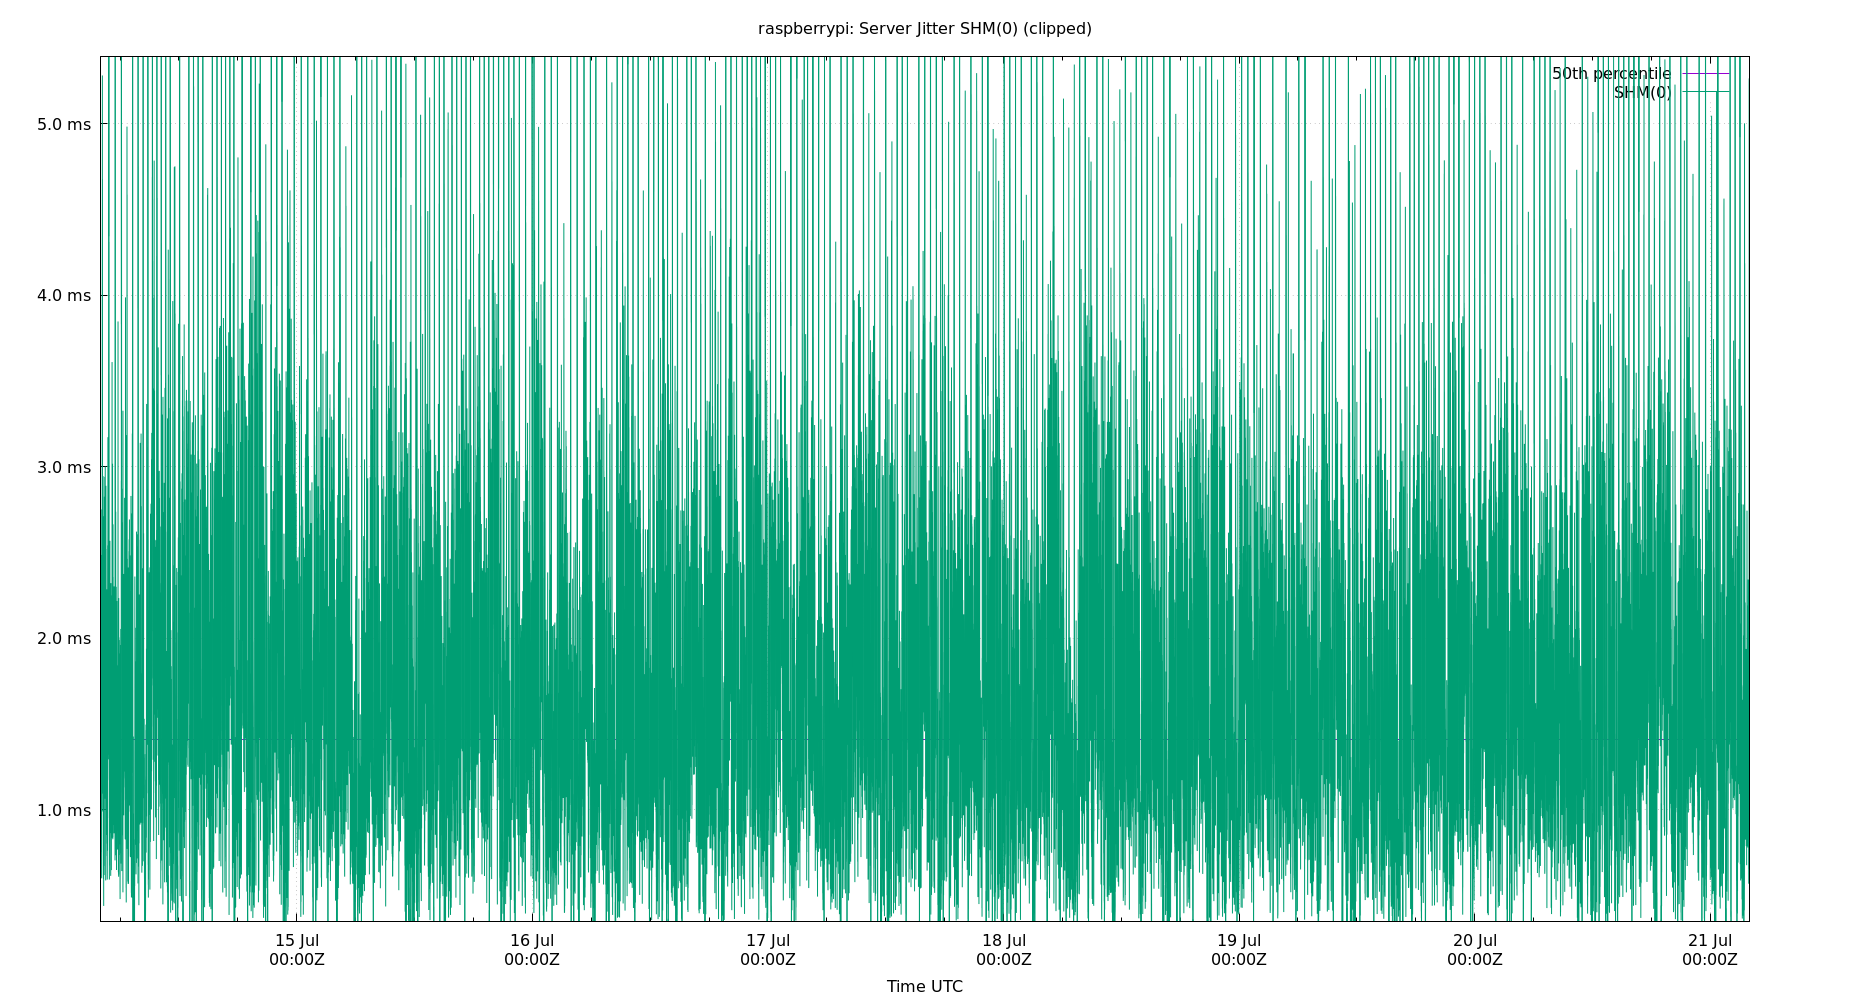 raspberrypi: Server Jitter SHM(0) (clipped)
50th percentile
SHM(0)
5.0 ms
4.0 ms
3.0 ms
2.0 ms
1.0 ms
15 Jul 16 Jul 17 Jul 18 Jul 19 Jul 20 Jul 21 Jul
00:00Z 00:00Z 00:00Z 00:00Z 00:00Z 00:00Z 00:00Z
Time UTC